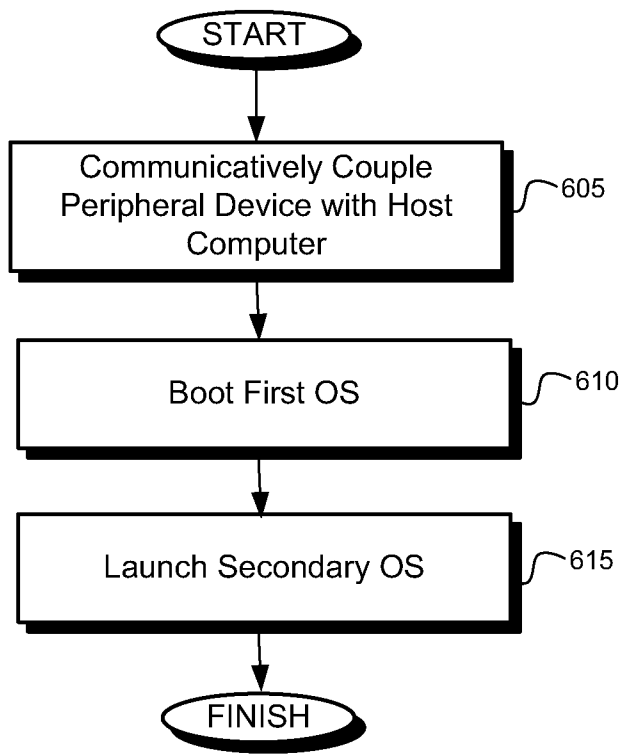 START
Communicatively Couple
Peripheral Device with Host
Computer
605
Boot First OS
610
Launch Secondary OS
615
FINISH